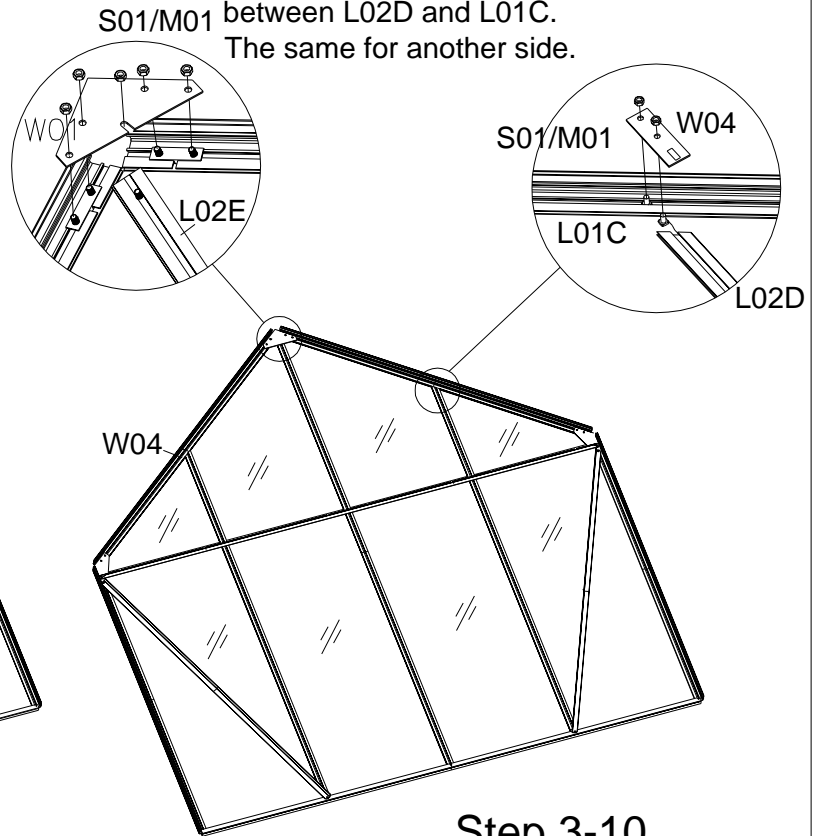 between L02D and L01C.
The same for another side.
S01/M01
W01
L02E
S01/M01
W04
L01C
L02D
W04
Step 3-10